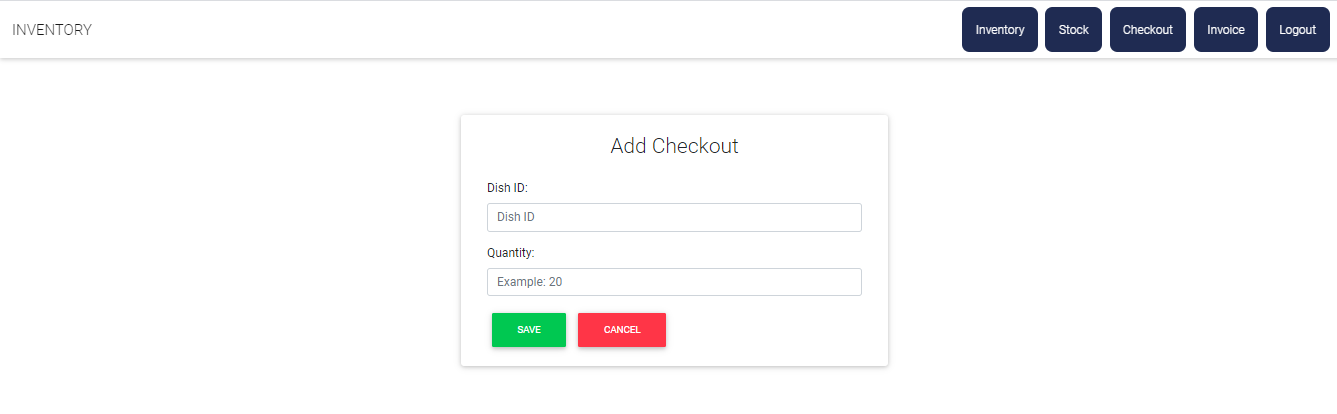 INVENTORY Inventory Stock Checkout Invoice Logout
Add Checkout
Dish ID:
Dish ID
Quantity:
Example: 20
SAVE CANCEL